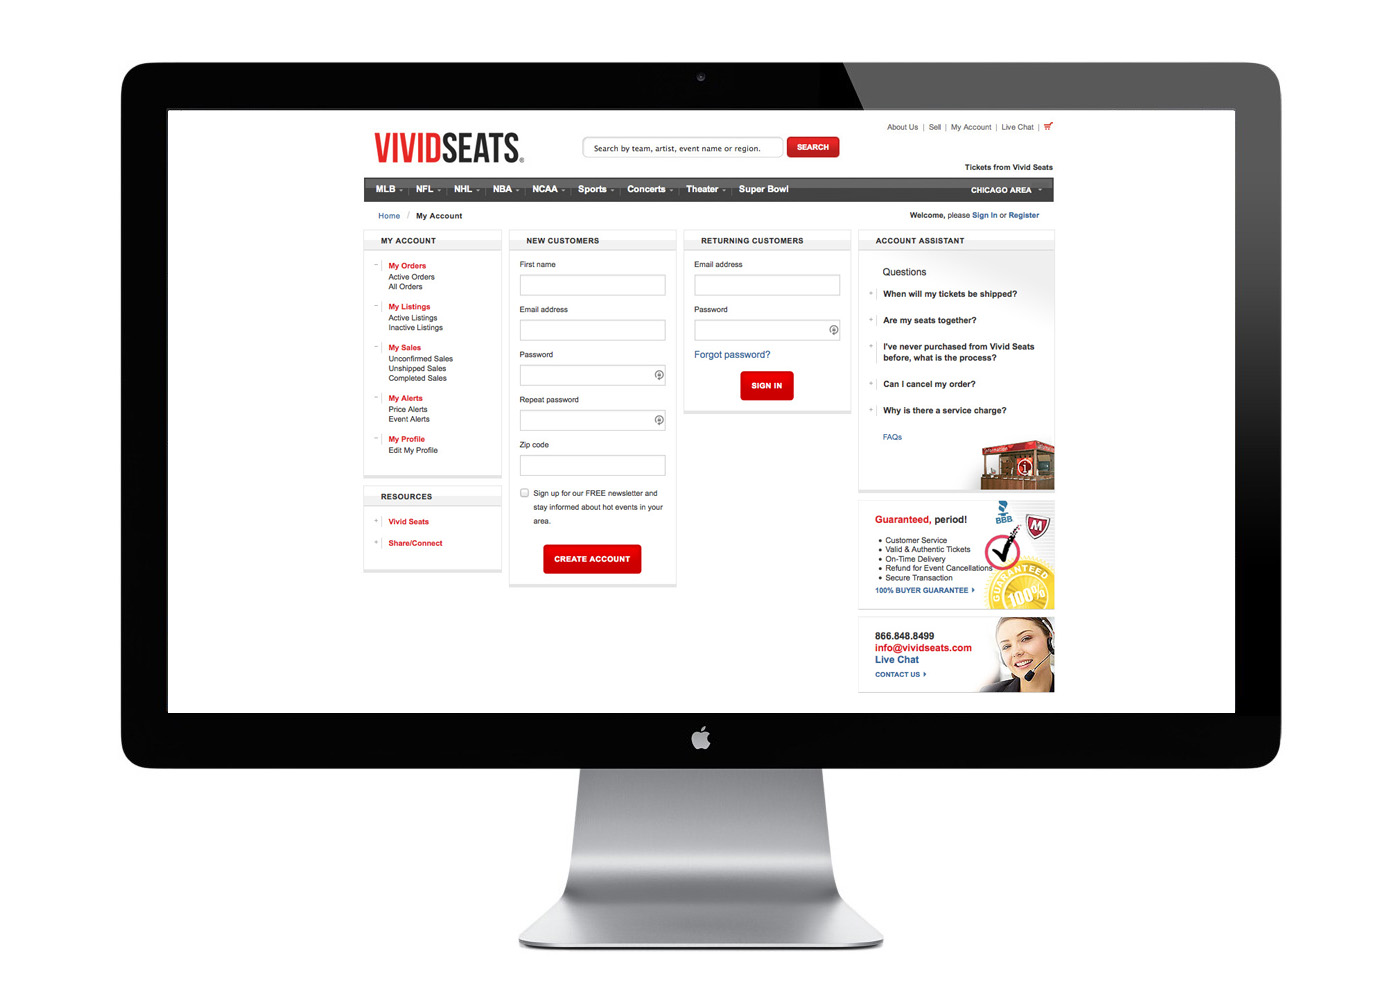 About Us | Sell | My Account | Live Chat |
VIVIDSEATS®
Search by team, artist, event name or region.
SEARCH
Tickets from Vivid Seats
MLB NFL NHL NBA NCAA Sports Concerts Theater Super Bowl CHICAGO AREA
Home / My Account
Welcome, please Sign In or Register
MY ACCOUNT
My Orders
Active Orders
All Orders
My Listings
Active Listings
Inactive Listings
My Sales
Unconfirmed Sales
Unshipped Sales
Completed Sales
My Alerts
Price Alerts
Event Alerts
My Profile
Edit My Profile
RESOURCES
Vivid Seats
Share/Connect
NEW CUSTOMERS
First name
Email address
Password
Repeat password
Zip code
Sign up for our FREE newsletter and
stay informed about hot events in your
area.
CREATE ACCOUNT
RETURNING CUSTOMERS
Email address
Password
Forgot password?
SIGN IN
ACCOUNT ASSISTANT
Questions
When will my tickets be shipped?
Are my seats together?
I've never purchased from Vivid Seats
before, what is the process?
Can I cancel my order?
Why is there a service charge?
FAQs
information
i
Guaranteed, period!
Customer Service
Valid & Authentic Tickets
On-Time Delivery
Refund for Event Cancellations
Secure Transaction
100% BUYER GUARANTEE
BBB
M
GUARANTEED
100%
866.848.8499
info@vividseats.com
Live Chat
CONTACT US